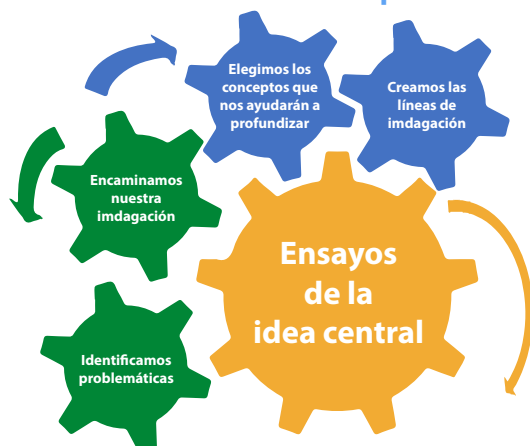 Elegimos los
conceptos que
nos ayudarán a
profundizar
Creamos las
líneas de
imdagación
Encaminamos
nuestra
imdagación
Ensayos
de la
idea central
Identificamos
problemáticas